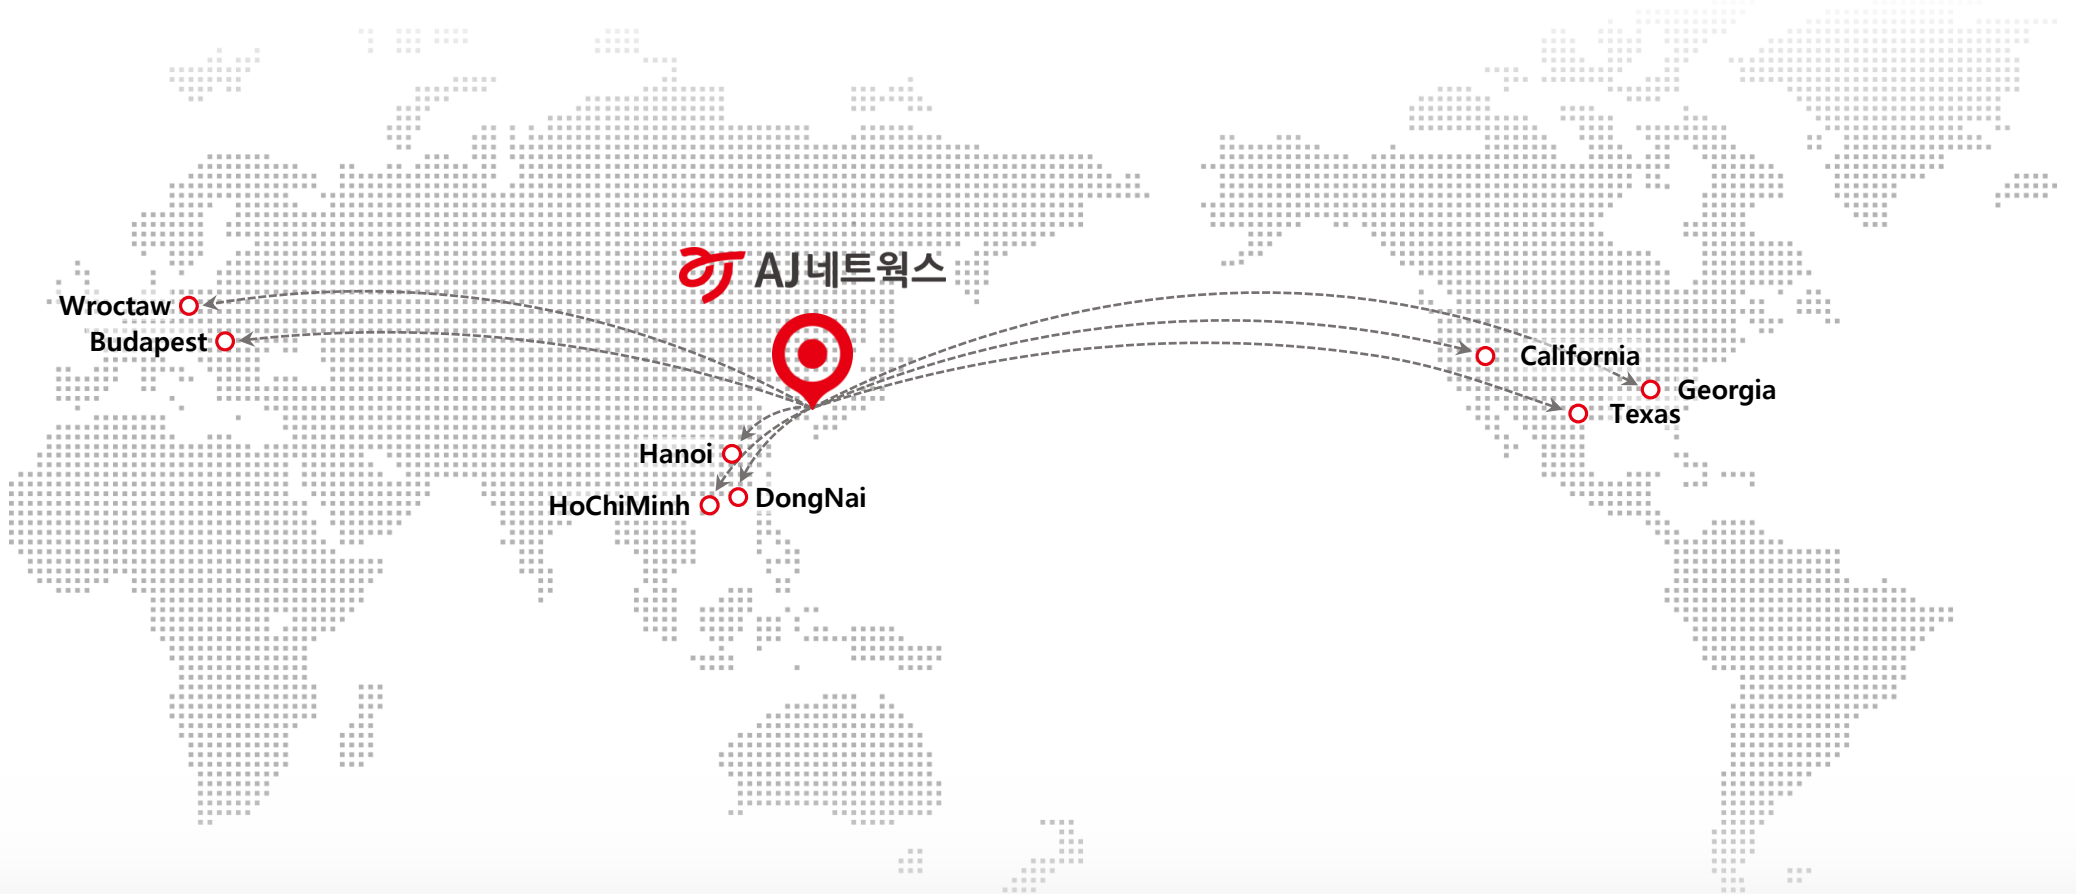 AJ네트웍스
Wroctaw
Budapest
California
Georgia
Texas
Hanoi
HoChiMinh
DongNai